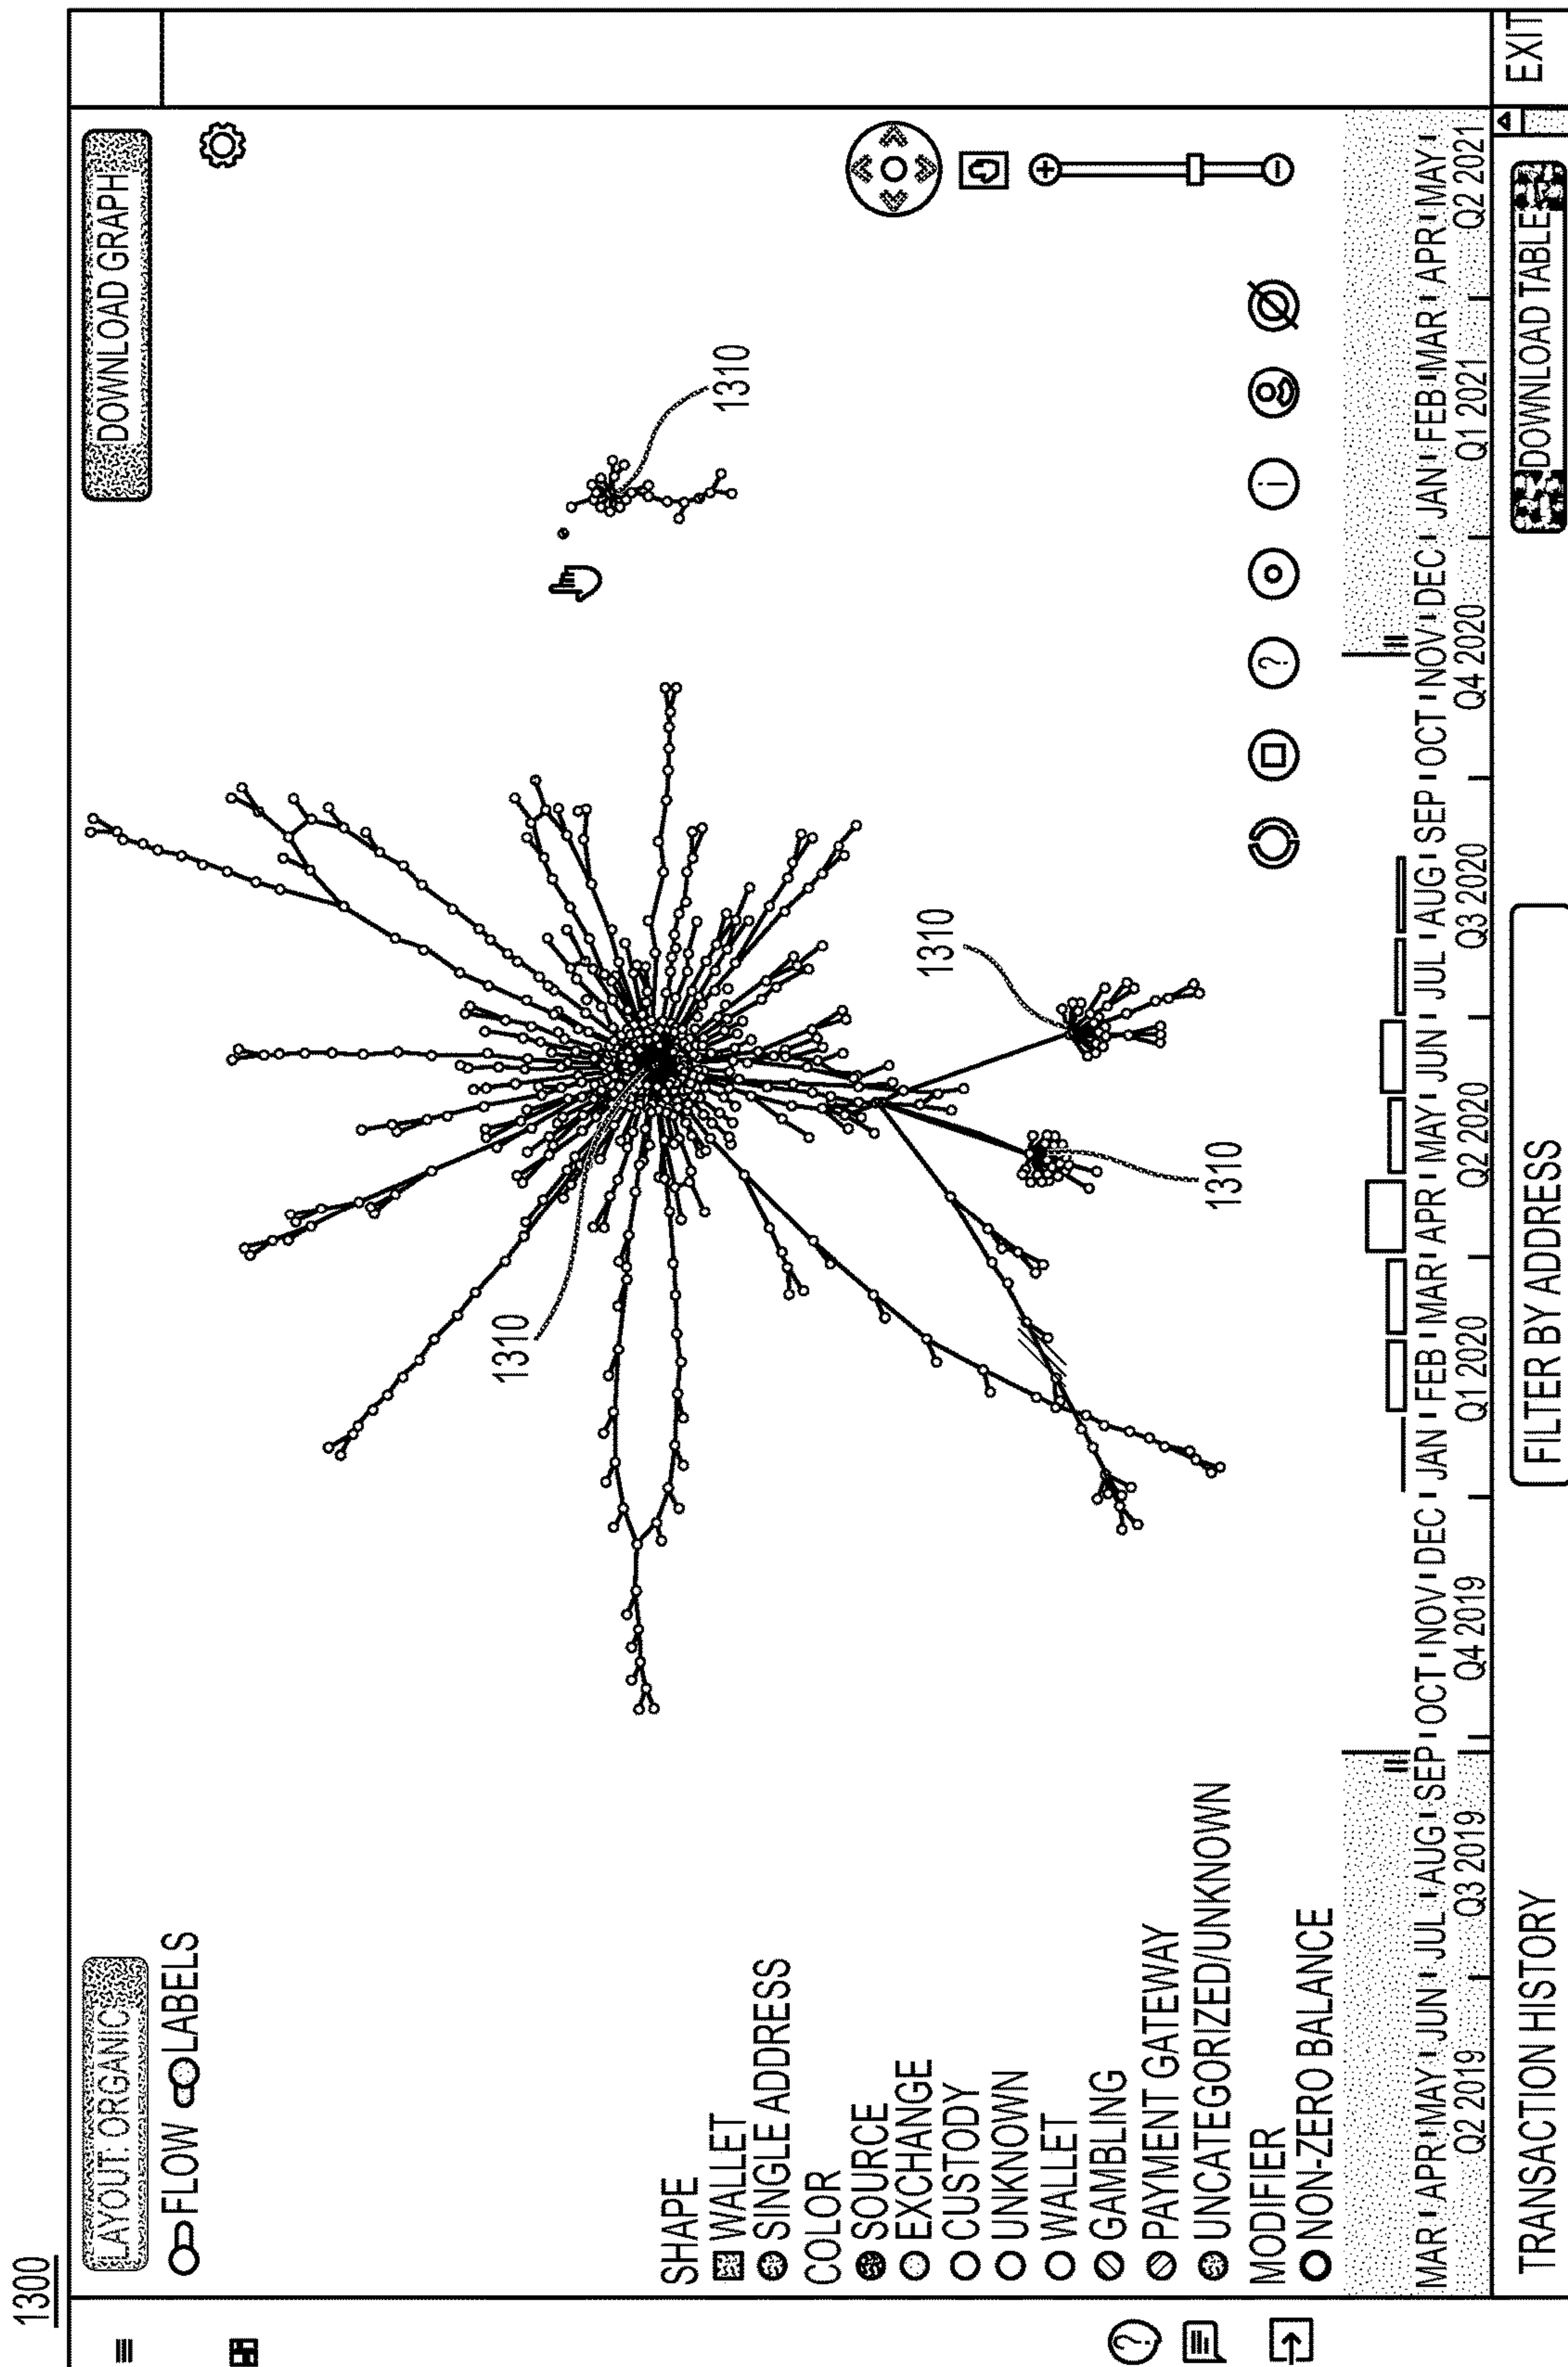 1300
LAYOUT: ORGANIC
DOWNLOAD GRAPH
FLOW LABELS
1310
1310
1310
1310
SHAPE
WALLET
SINGLE ADDRESS
COLOR
SOURCE
EXCHANGE
CUSTODY
UNKNOWN
WALLET
GAMBLING
PAYMENT GATEWAY
UNCATEGORIZED/UNKNOWN
MODIFIER
NON-ZERO BALANCE
MAR APR MAY JUN JUL AUG SEP OCT NOV DEC JAN FEB MAR APR MAY JUN JUL AUG SEP OCT NOV DEC JAN FEB MAR APR MAY
Q2 2019 Q3 2019 Q4 2019 Q1 2020 Q2 2020 Q3 2020 Q4 2020 Q1 2021 Q2 2021
TRANSACTION HISTORY
FILTER BY ADDRESS
DOWNLOAD TABLE
EXIT